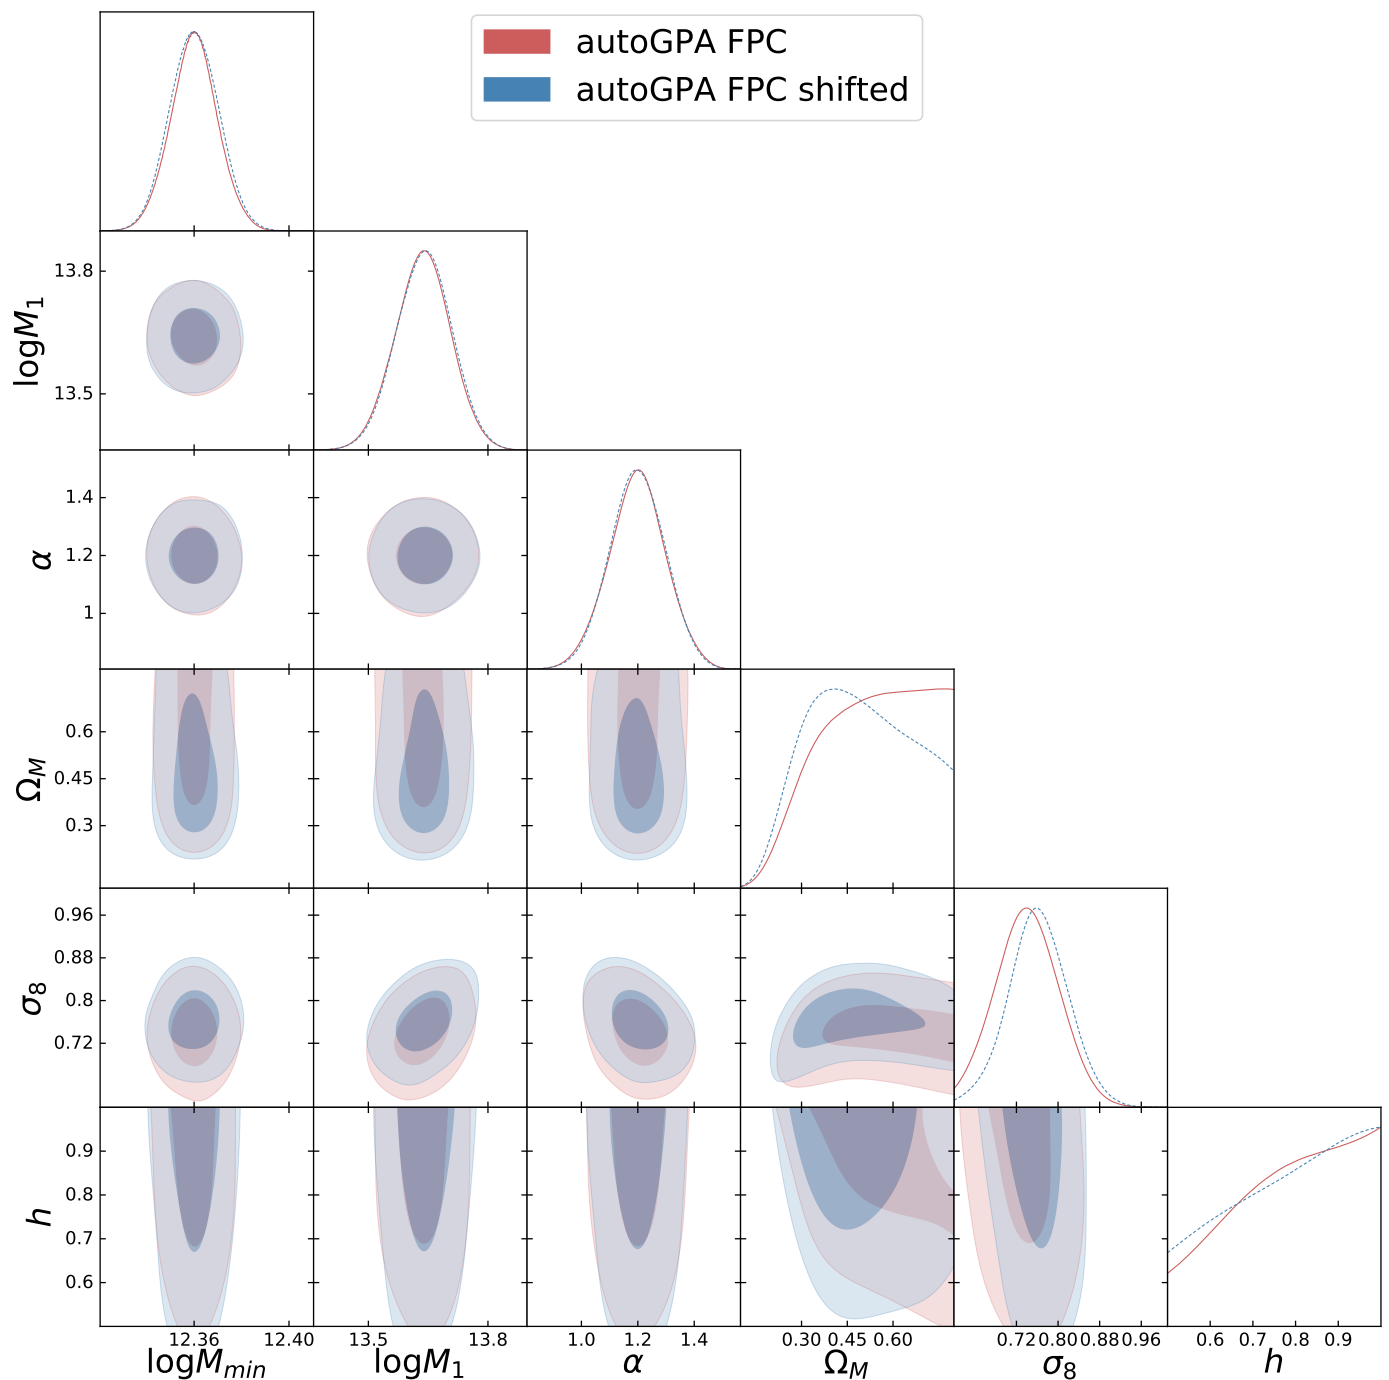 autoGPA FPC
autoGPA FPC shifted
13.8
13.5
logM₁
1.4
1.2
1
α
0.6
0.45
0.3
Ω_M
0.96
0.88
0.8
0.72
σ₈
0.9
0.8
0.7
0.6
h
12.36 12.40 13.5 13.8 1.0 1.2 1.4 0.30 0.45 0.60 0.72 0.80 0.88 0.96 0.6 0.7 0.8 0.9
logM_min logM₁ α Ω_M σ₈ h